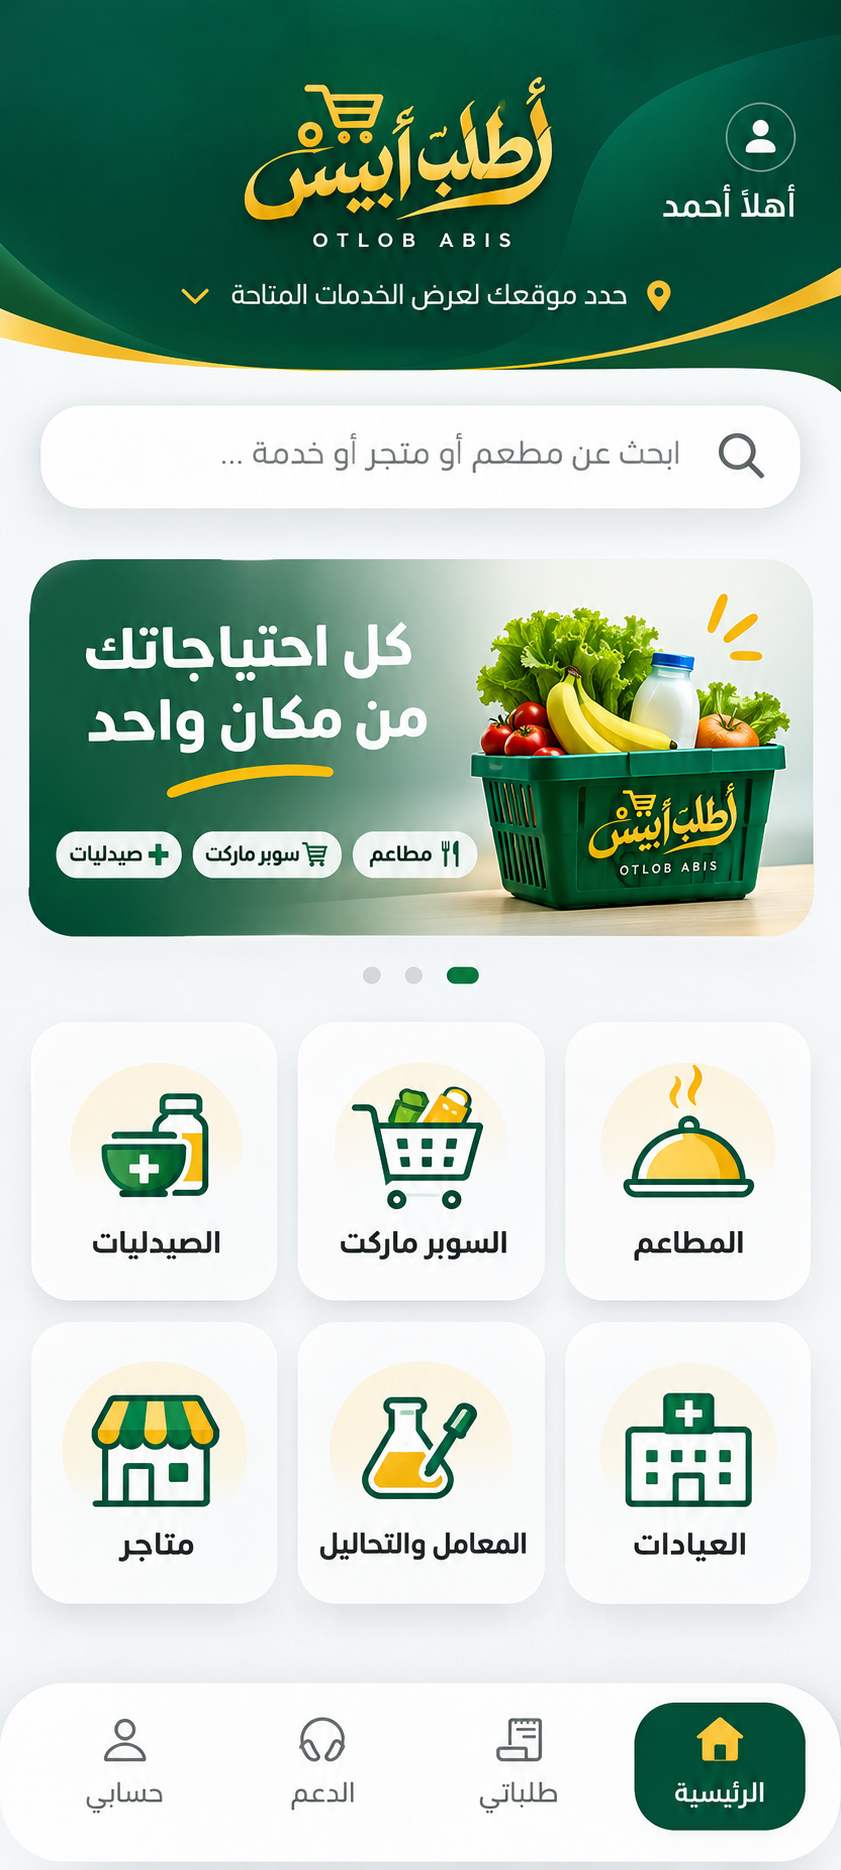 أطلب أبيس
OTLOB ABIS
أهلاً أحمد
حدد موقعك لعرض الخدمات المتاحة
ابحث عن مطعم أو متجر أو خدمة ...
كل احتياجاتك
من مكان واحد
مطاعم
سوبر ماركت
صيدليات
أطلب أبيس
OTLOB ABIS
المطاعم
السوبر ماركت
الصيدليات
العيادات
المعامل والتحاليل
متاجر
الرئيسية
طلباتي
الدعم
حسابي